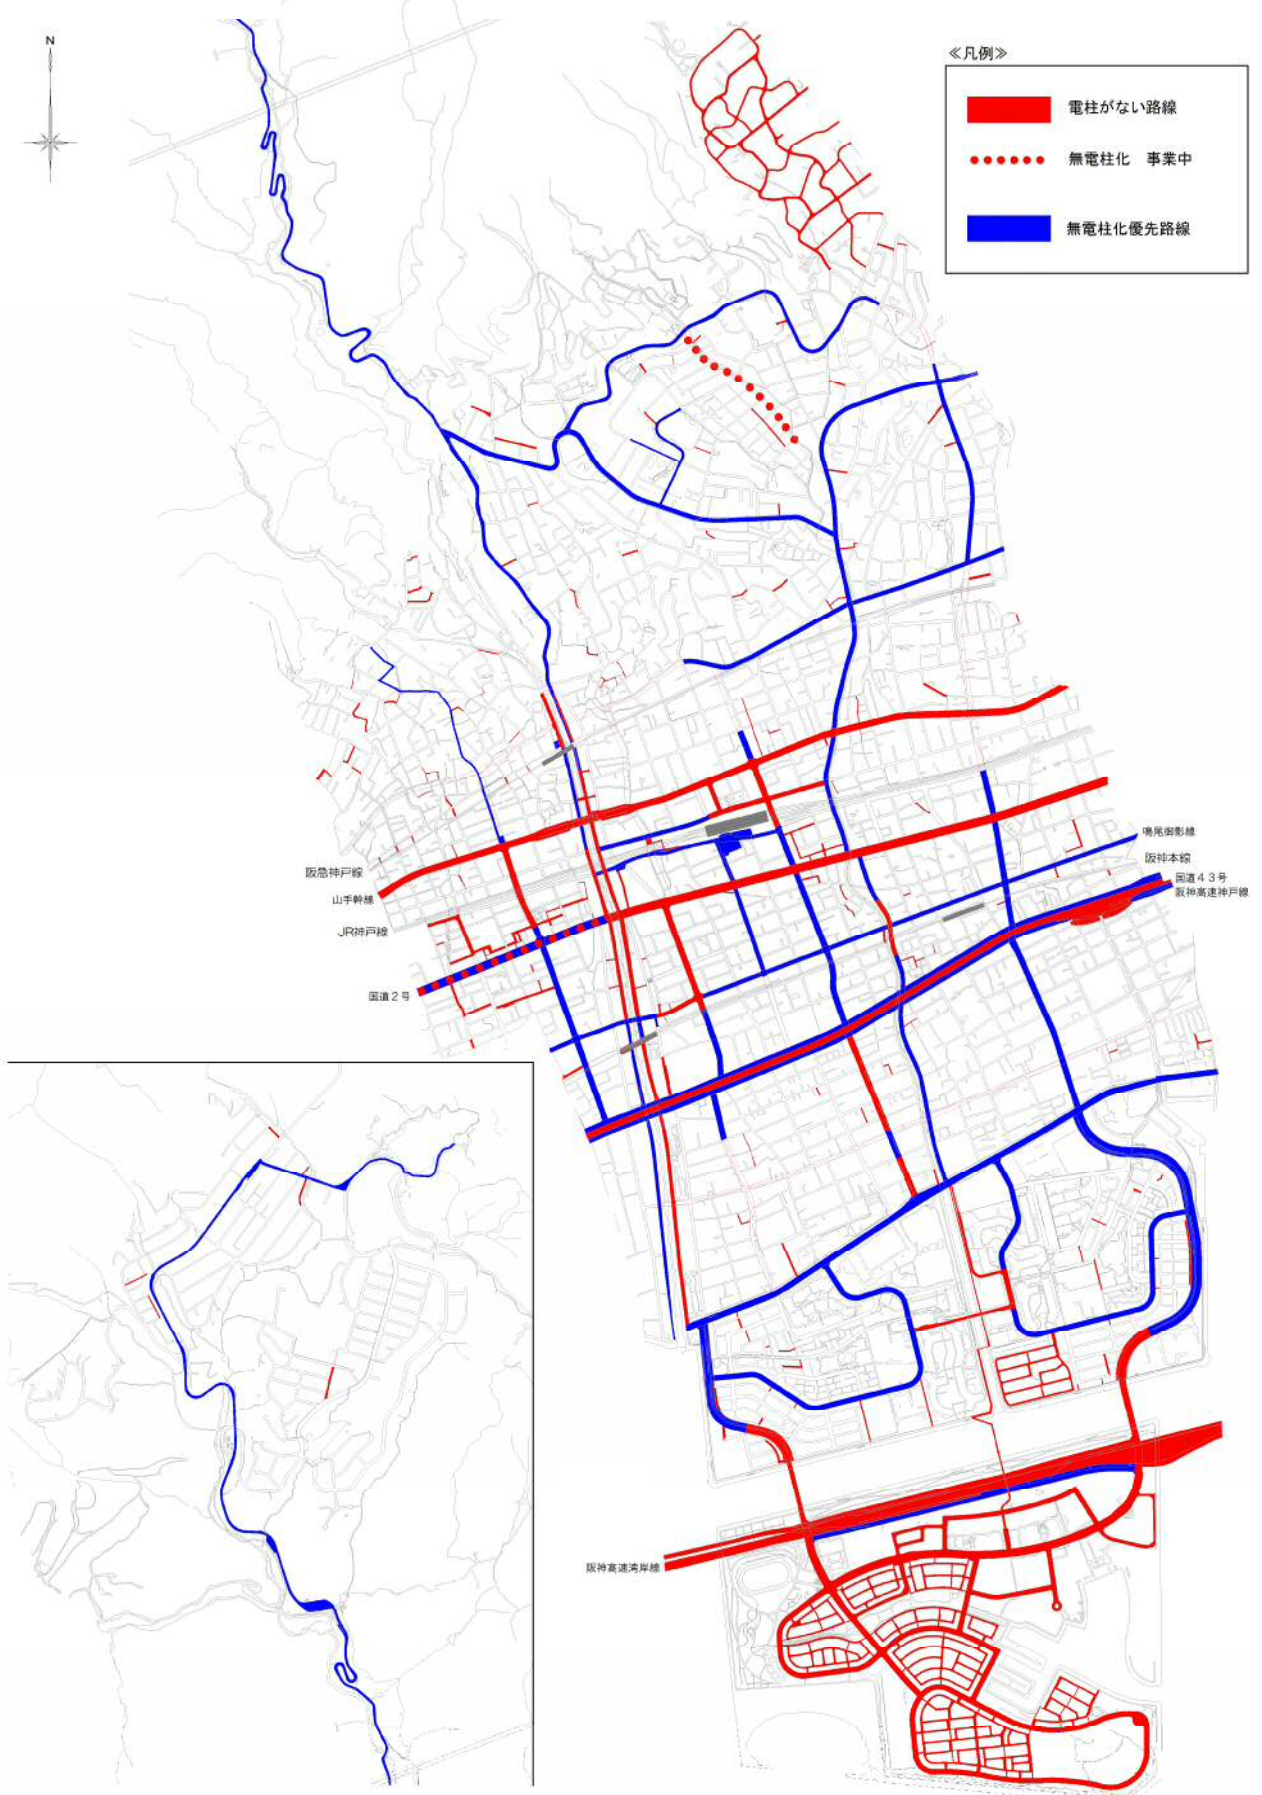 N
≪凡例≫
電柱がない路線
無電柱化　事業中
無電柱化優先路線
鳴尾御影線
阪神本線
国道43号
阪神高速神戸線
阪急神戸線
山手幹線
JR神戸線
国道2号
阪神高速湾岸線